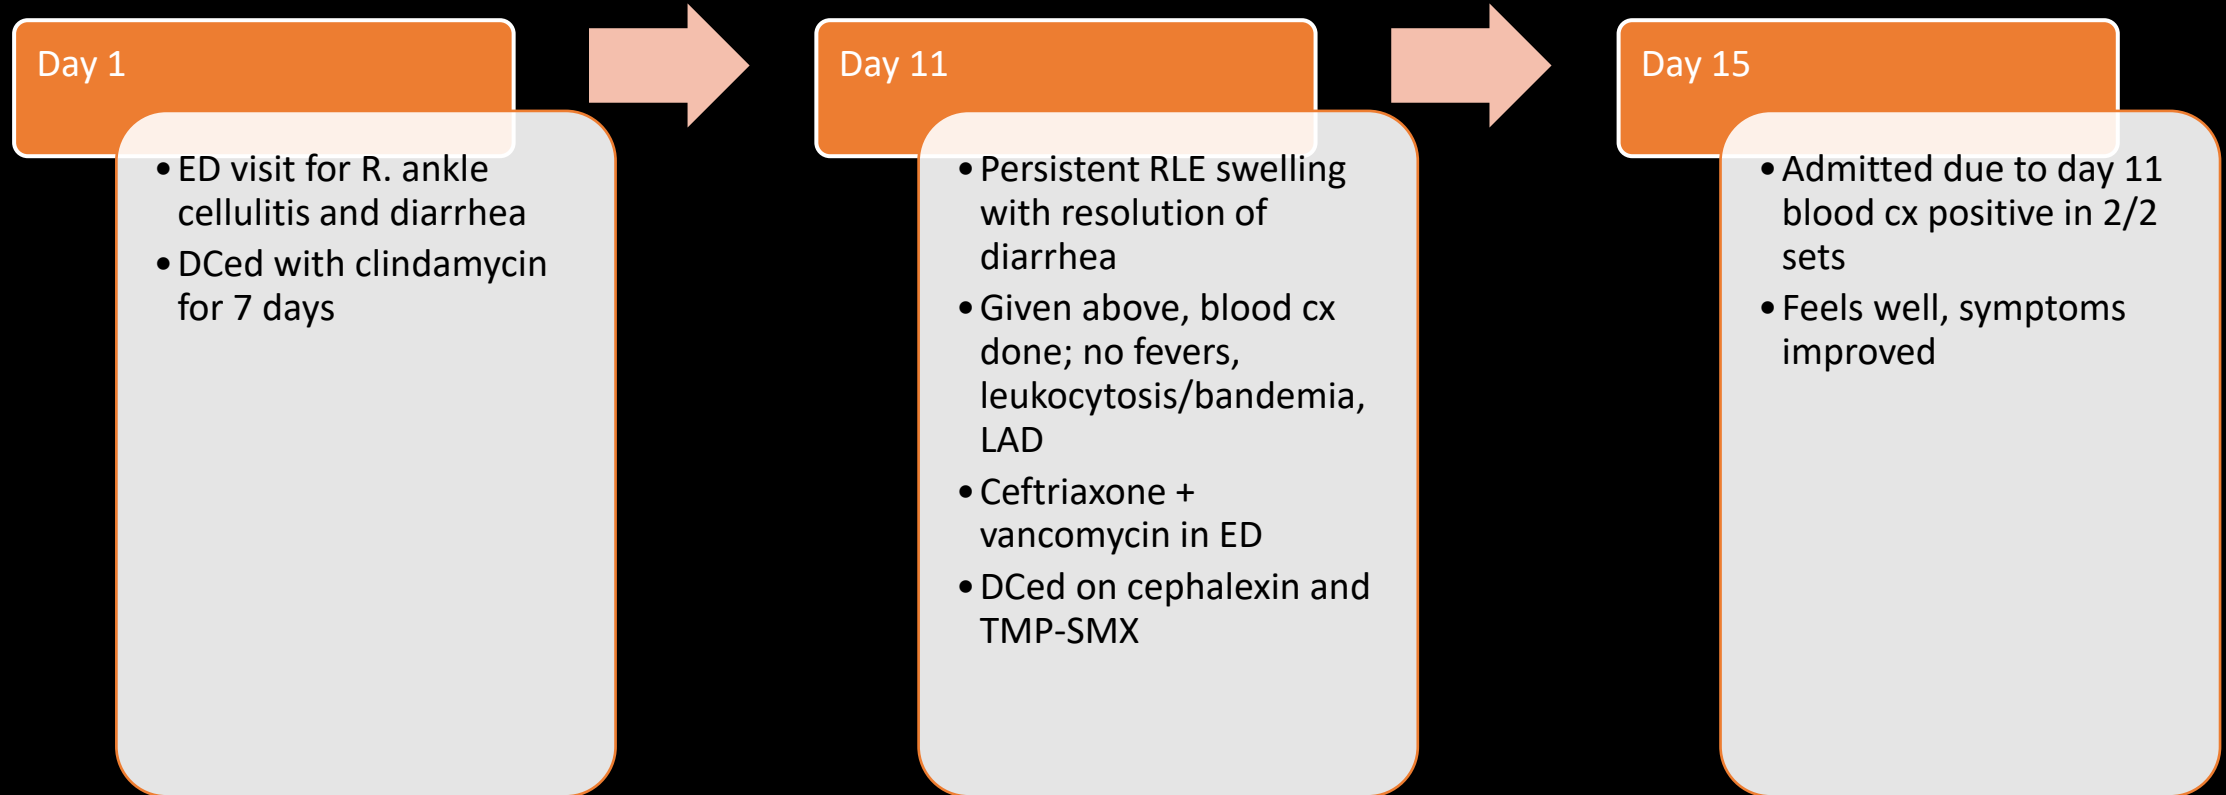 Day 1
• ED visit for R. ankle
cellulitis and diarrhea
• DCed with clindamycin
for 7 days
Day 11
• Persistent RLE swelling
with resolution of
diarrhea
• Given above, blood cx
done; no fevers,
leukocytosis/bandemia,
LAD
• Ceftriaxone +
vancomycin in ED
• DCed on cephalexin and
TMP-SMX
Day 15
• Admitted due to day 11
blood cx positive in 2/2
sets
• Feels well, symptoms
improved